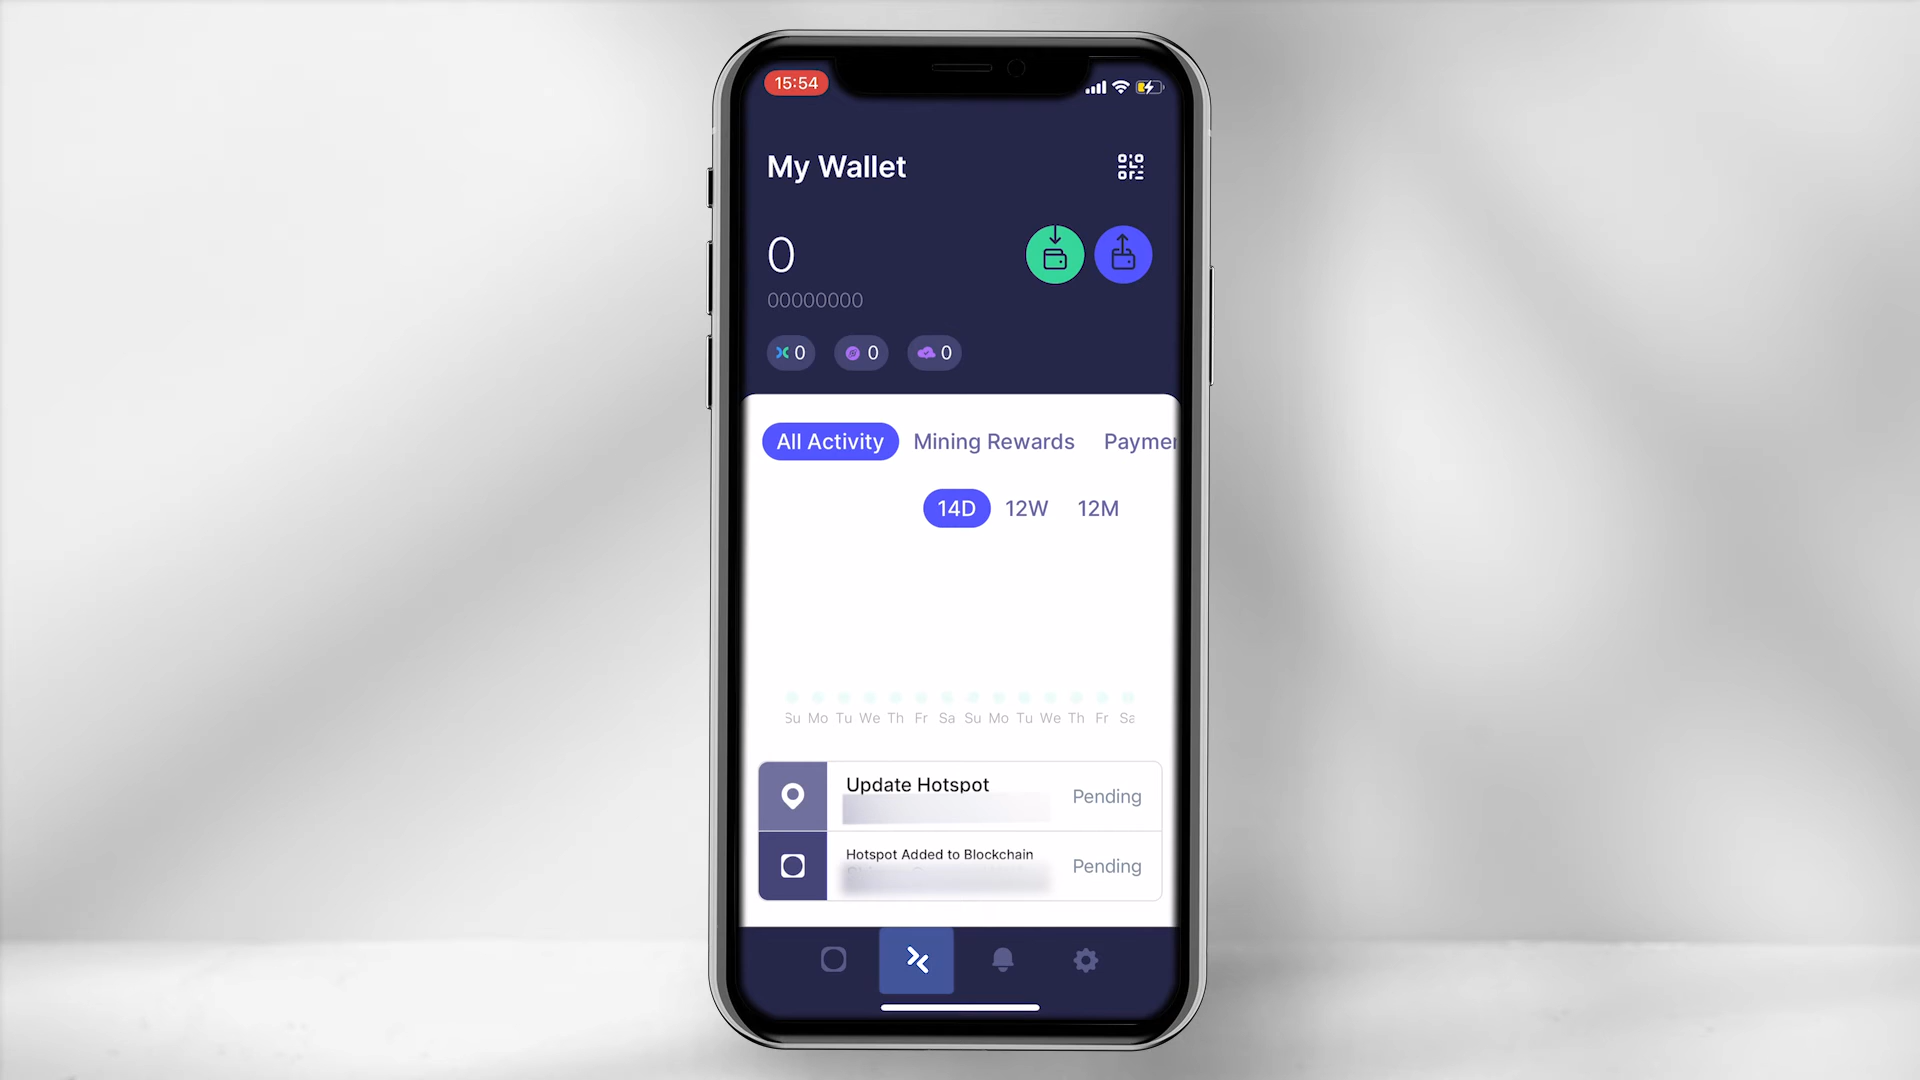 15:54
My Wallet
0
00000000
0 0 0
All Activity Mining Rewards Paymen
14D 12W 12M
Su Mo Tu We Th Fr Sa Su Mo Tu We Th Fr Sa
Update Hotspot
Pending
Hotspot Added to Blockchain
Pending